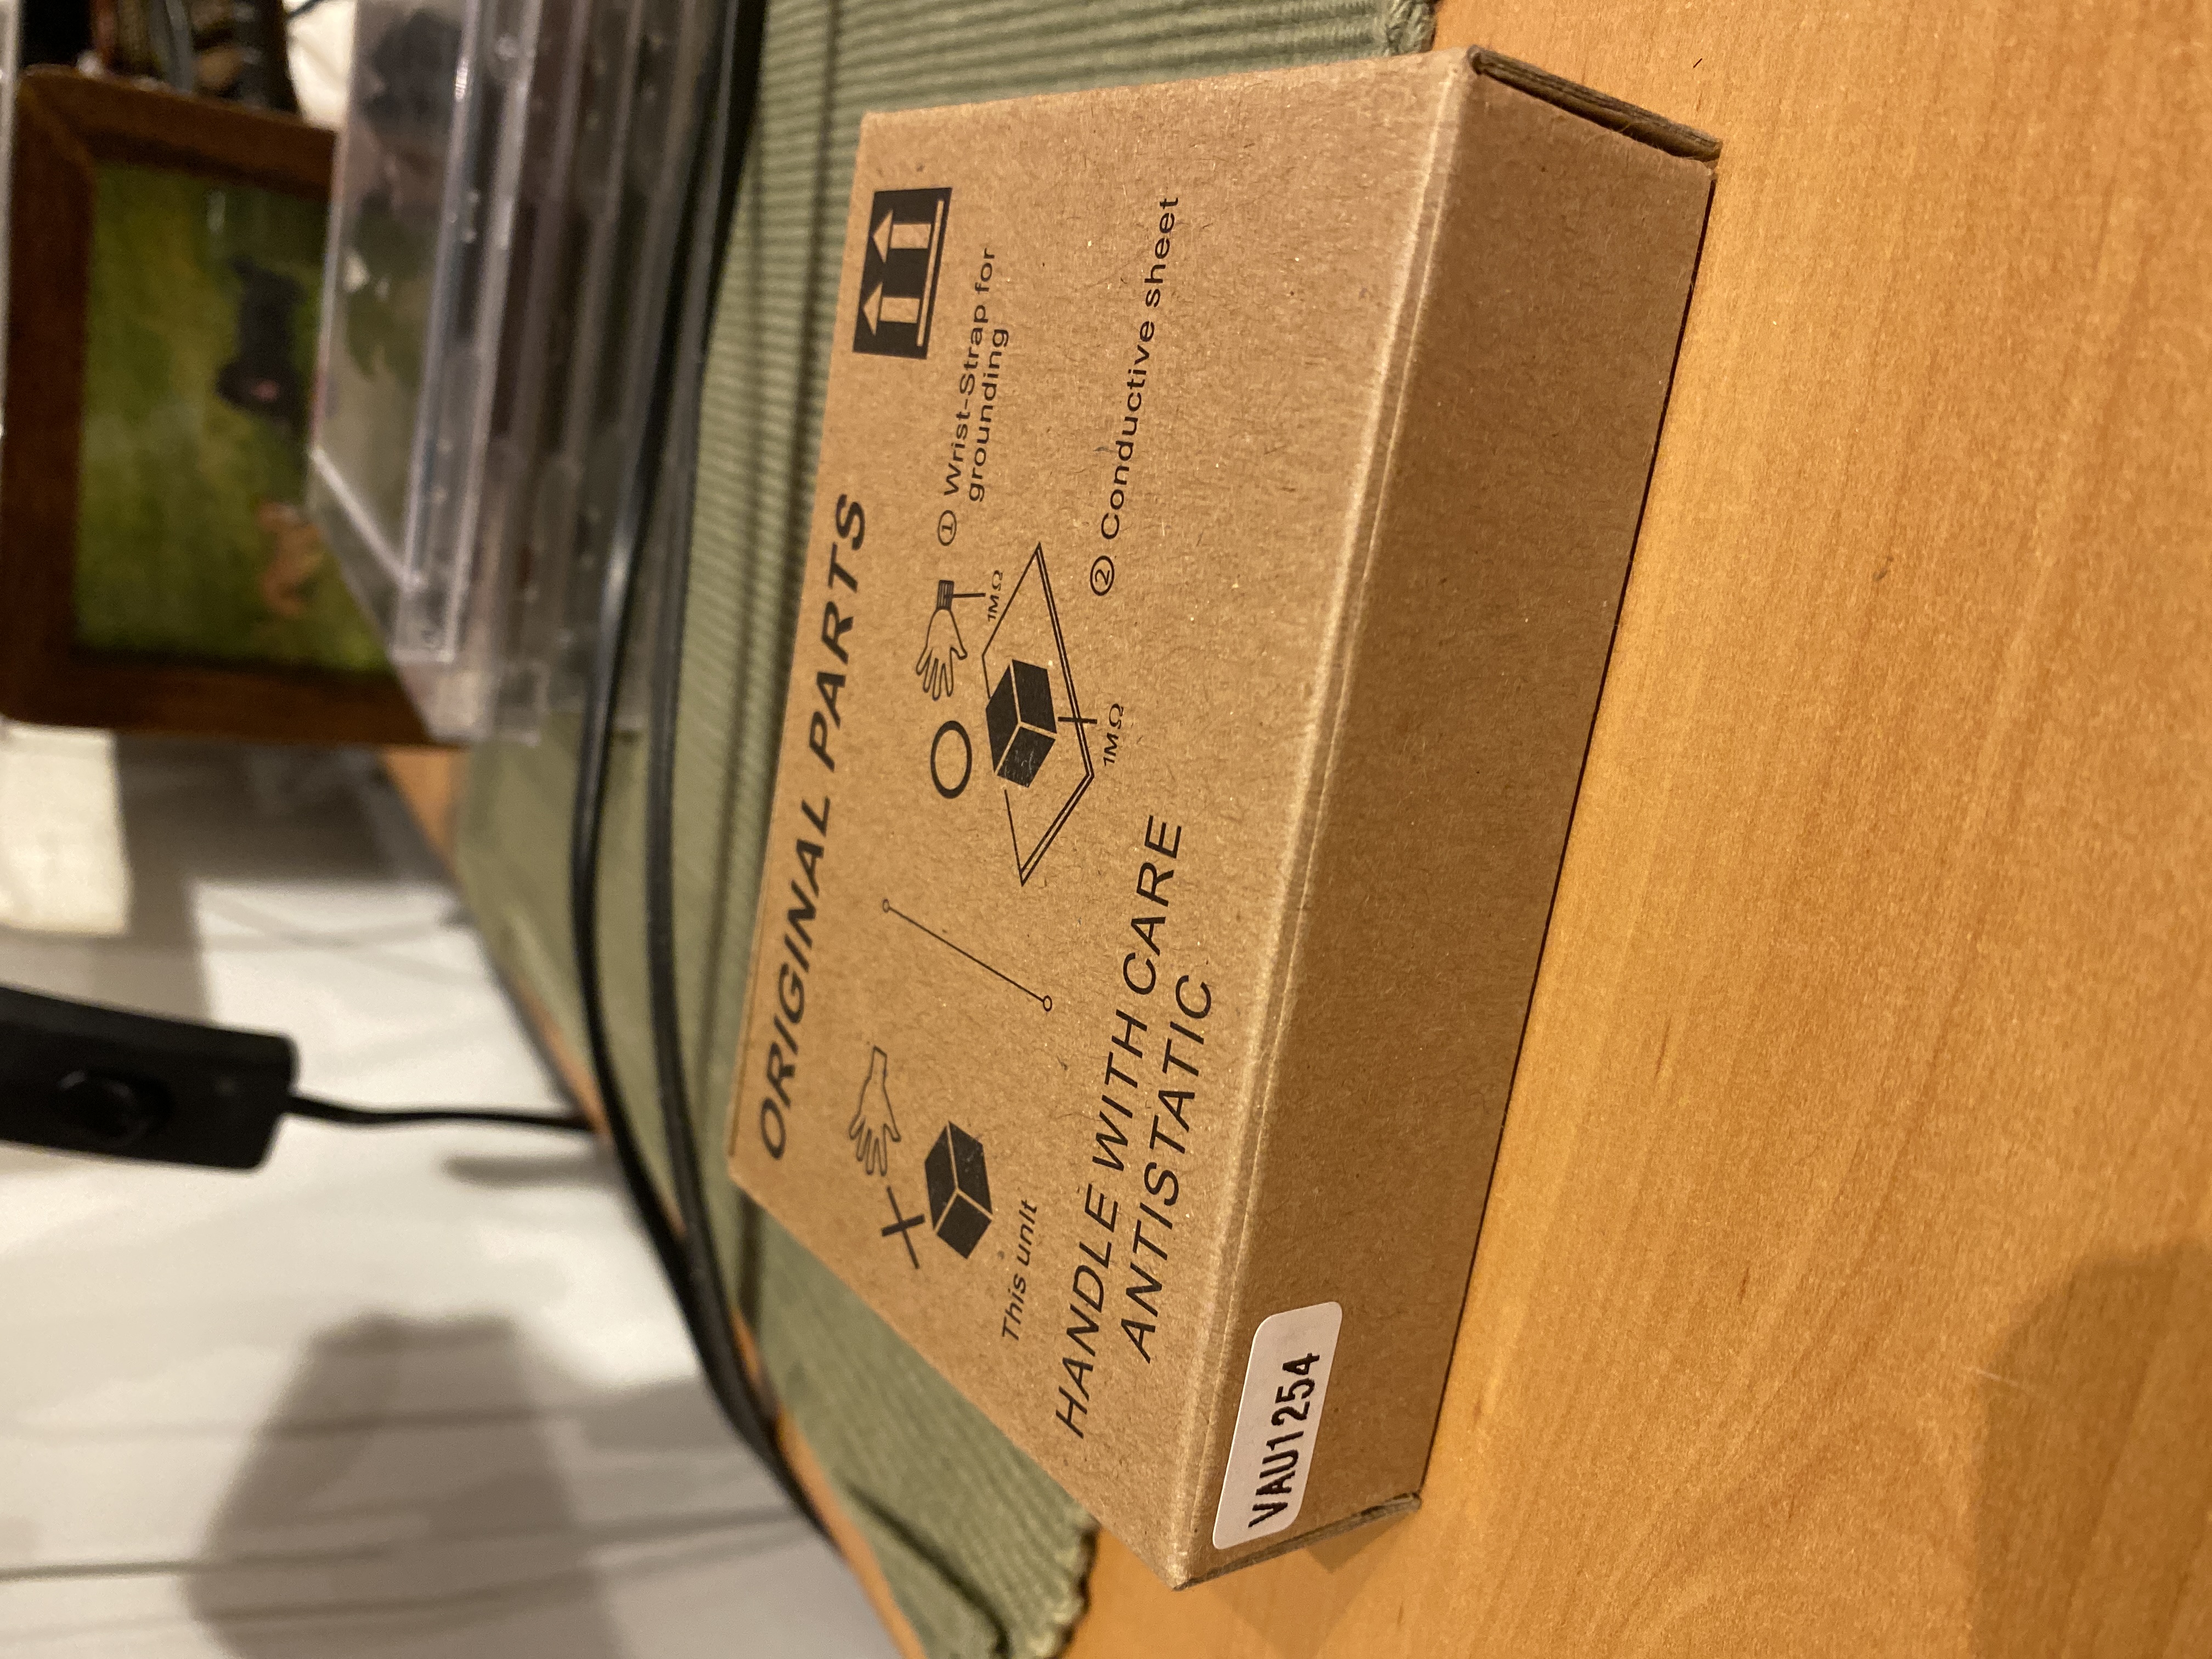 ORIGINAL PARTS
① Wrist-Strap for
grounding
1MΩ
② Conductive sheet
1MΩ
This unit
HANDLE WITH CARE
ANTISTATIC
VAU1254